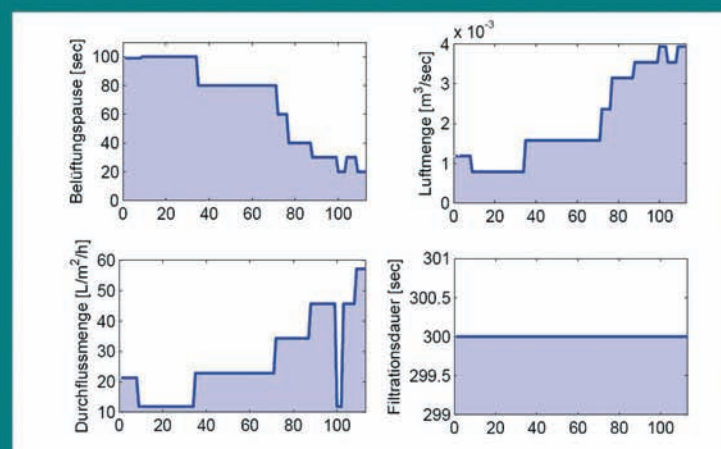 Belüftungspause [sec]
100
80
60
40
20
0
0 20 40 60 80 100
Luftmenge [m³/sec]
x 10⁻³
4
3
2
1
0
0 20 40 60 80 100
Durchflussmenge [L/m²/h]
60
50
40
30
20
10
0 20 40 60 80 100
Filtrationsdauer [sec]
301
300.5
300
299.5
299
0 20 40 60 80 100